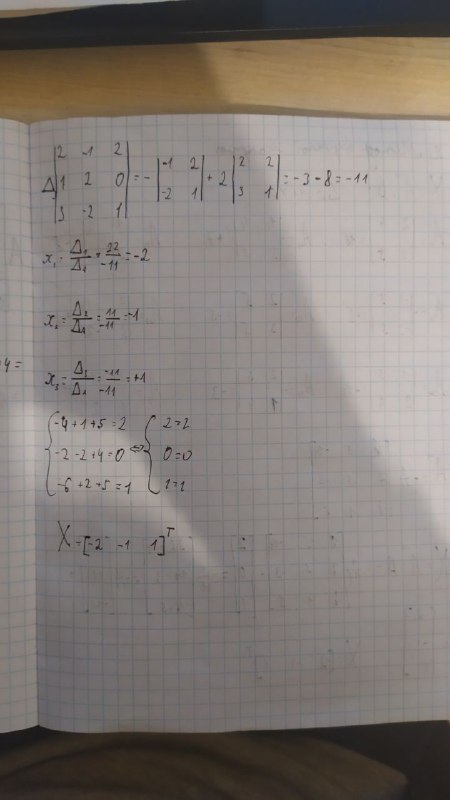 Δ |2 -1 2; 1 2 0; 3 -2 1| = - |-1 2; -2 1| + 2 |2 2; 3 1| = -3 - 8 = -11
x₁ = Δ₁/Δ₁ = 22/-11 = -2
x₂ = Δ₂/Δ₁ = 11/-11 = -1
4 =
x₃ = Δ₃/Δ₁ = -11/-11 = +1
{ -4 + 1 + 5 = 2 { 2 = 2
-2 - 2 + 4 = 0 ⇔ 0 = 0
-6 + 2 + 5 = 1 1 = 1
X = [-2 -1 1]ᵀ